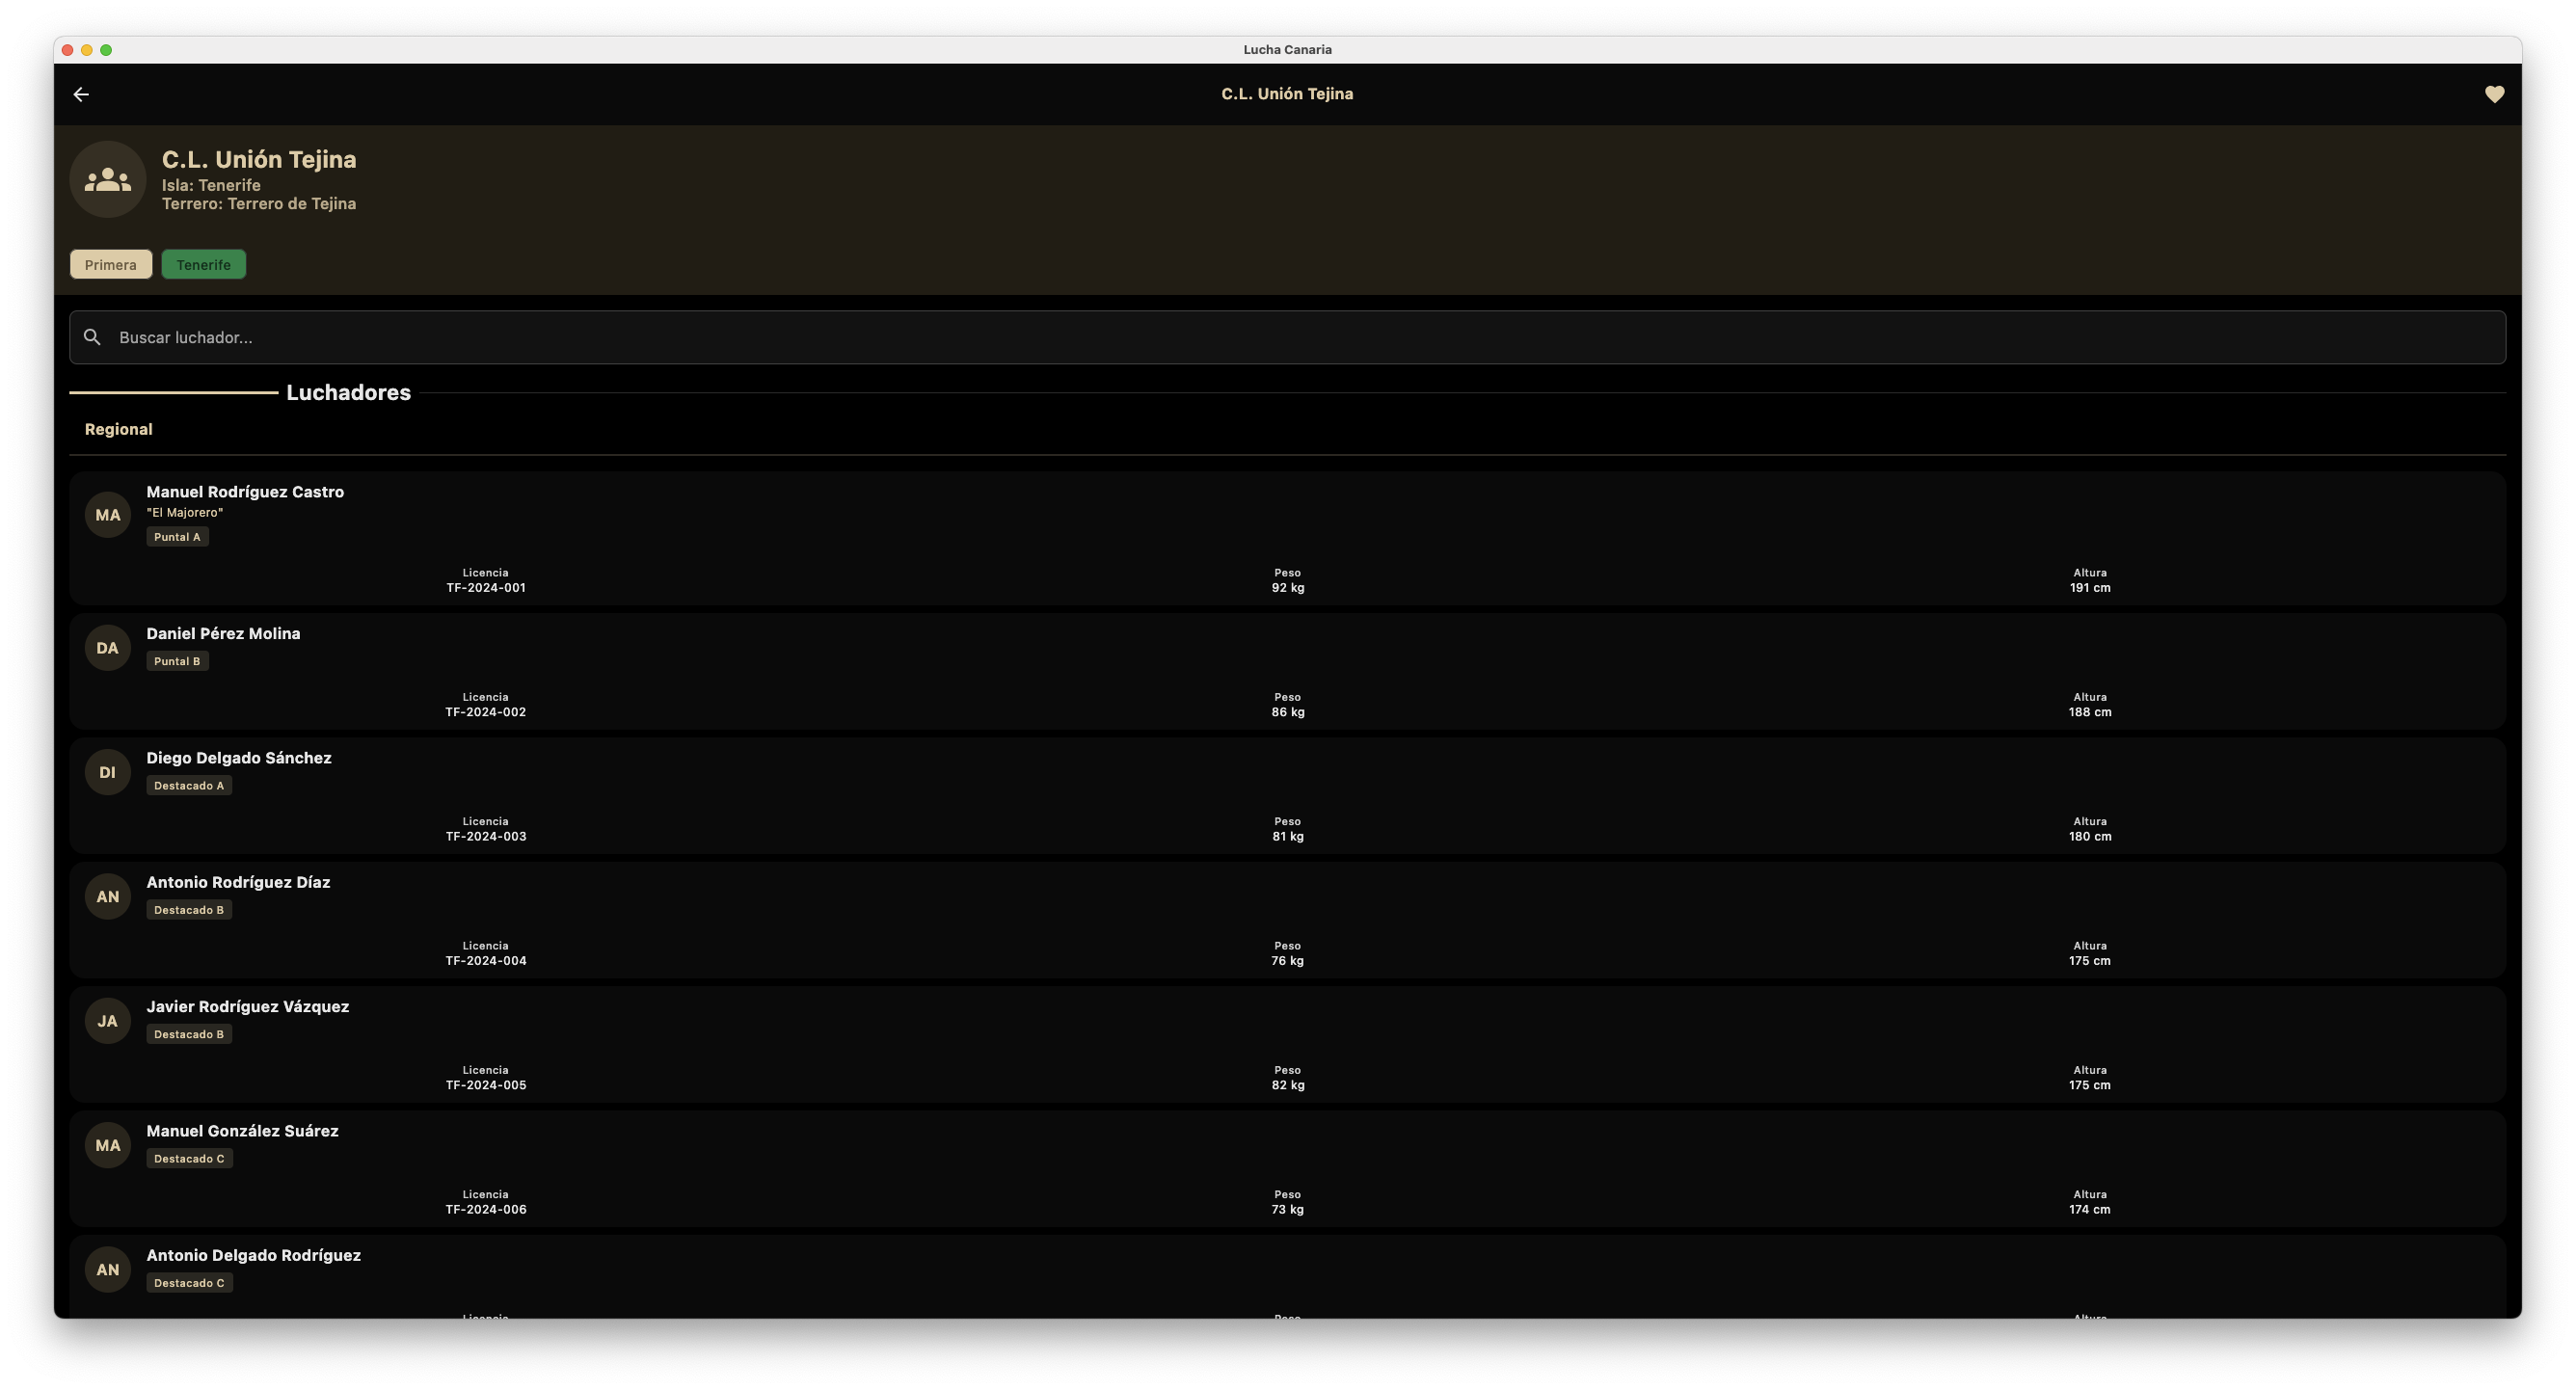 Lucha Canaria
C.L. Unión Tejina
C.L. Unión Tejina
Isla: Tenerife
Terrero: Terrero de Tejina
Primera Tenerife
Buscar luchador...
Luchadores
Regional
MA
Manuel Rodríguez Castro
"El Majorero"
Puntal A
Licencia Peso Altura
TF-2024-001 92 kg 191 cm
DA
Daniel Pérez Molina
Puntal B
Licencia Peso Altura
TF-2024-002 86 kg 188 cm
DI
Diego Delgado Sánchez
Destacado A
Licencia Peso Altura
TF-2024-003 81 kg 180 cm
AN
Antonio Rodríguez Díaz
Destacado B
Licencia Peso Altura
TF-2024-004 76 kg 175 cm
JA
Javier Rodríguez Vázquez
Destacado B
Licencia Peso Altura
TF-2024-005 82 kg 175 cm
MA
Manuel González Suárez
Destacado C
Licencia Peso Altura
TF-2024-006 73 kg 174 cm
AN
Antonio Delgado Rodríguez
Destacado C
Licencia Peso Altura